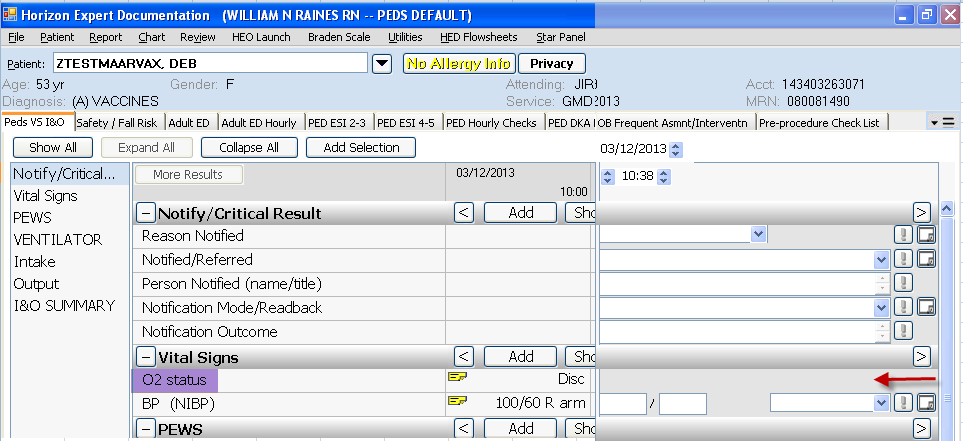 Horizon Expert Documentation (WILLIAM N RAINES RN -- PEDS DEFAULT)
File Patient Report Chart Review HEO Launch Braden Scale Utilities HED Flowsheets Star Panel
Patient: ZTESTMAARVAX, DEB No Allergy Info Privacy
Age: 53 yr Gender: F Attending: Acct: 143403263071
Diagnosis: (A) VACCINES Service: MRN: 080081490
Peds VS I&O Safety / Fall Risk Adult ED Adult ED Hourly PED ESI 2-3 PED ESI 4-5 PED Hourly Checks PED DKA OB Frequent Asmnt/Interventn Pre-procedure Check List
Show All Expand All Collapse All Add Selection 03/12/2013
Notify/Critical... More Results 03/12/2013 10:38
10:00
Vital Signs
PEWS
VENTILATOR
Intake
Output
I&O SUMMARY
− Notify/Critical Result < Add Sho >
Reason Notified
Notified/Referred
Person Notified (name/title)
Notification Mode/Readback
Notification Outcome
− Vital Signs < Add Sho >
O2 status Disc
BP (NIBP) 100/60 R arm /
− PEWS < Add Sho >